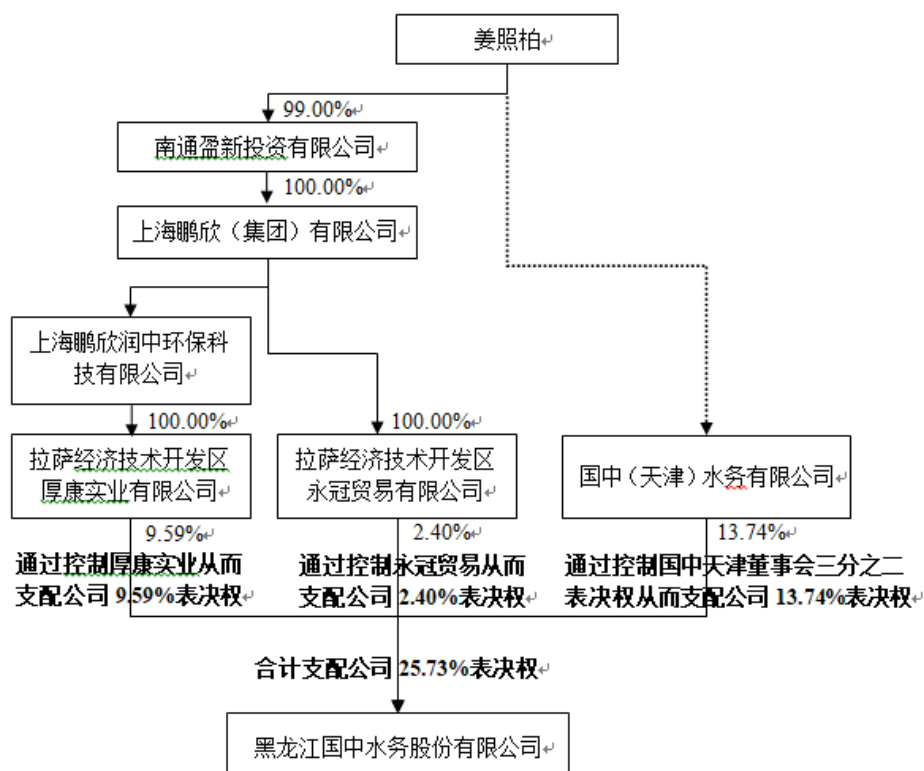 姜照柏
99.00%
南通盈新投资有限公司
100.00%
上海鹏欣（集团）有限公司
上海鹏欣润中环保科
技有限公司
100.00%
100.00%
拉萨经济技术开发区
厚康实业有限公司
拉萨经济技术开发区
永冠贸易有限公司
国中（天津）水务有限公司
9.59%
2.40%
13.74%
通过控制厚康实业从而
支配公司 9.59%表决权
通过控制永冠贸易从而
支配公司 2.40%表决权
通过控制国中天津董事会三分之二
表决权从而支配公司 13.74%表决权
合计支配公司 25.73%表决权
黑龙江国中水务股份有限公司